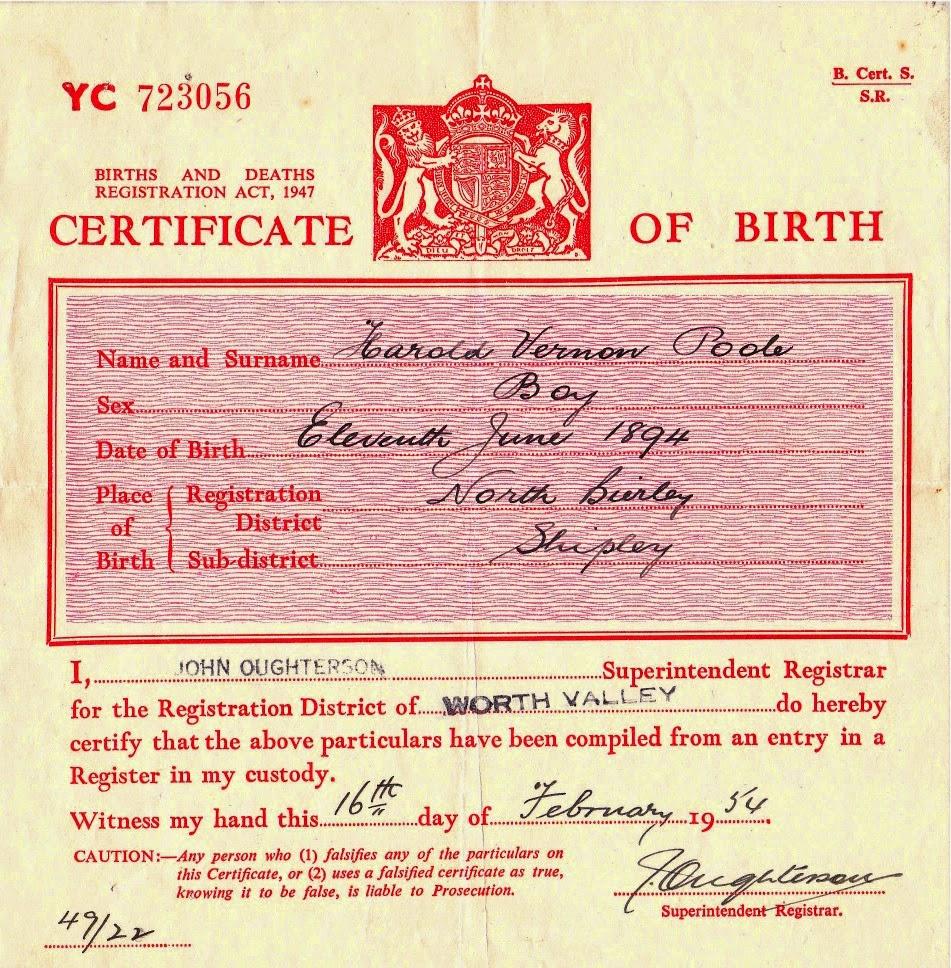 YC 723056
B. Cert. S.
S.R.
BIRTHS AND DEATHS
REGISTRATION ACT, 1947
CERTIFICATE OF BIRTH
DIEU ET MON DROIT
Name and Surname Harold Vernon Poole
Sex Boy
Date of Birth Eleventh June 1894
Place of Birth { Registration District North Bierley
Sub-district Shipley
I, JOHN OUGHTERSON Superintendent Registrar
for the Registration District of WORTH VALLEY do hereby
certify that the above particulars have been compiled from an entry in a
Register in my custody.
Witness my hand this 16th day of February 1954.
CAUTION:—Any person who (1) falsifies any of the particulars on
this Certificate, or (2) uses a falsified certificate as true,
knowing it to be false, is liable to Prosecution.
J. Oughterson
Superintendent Registrar.
49/22